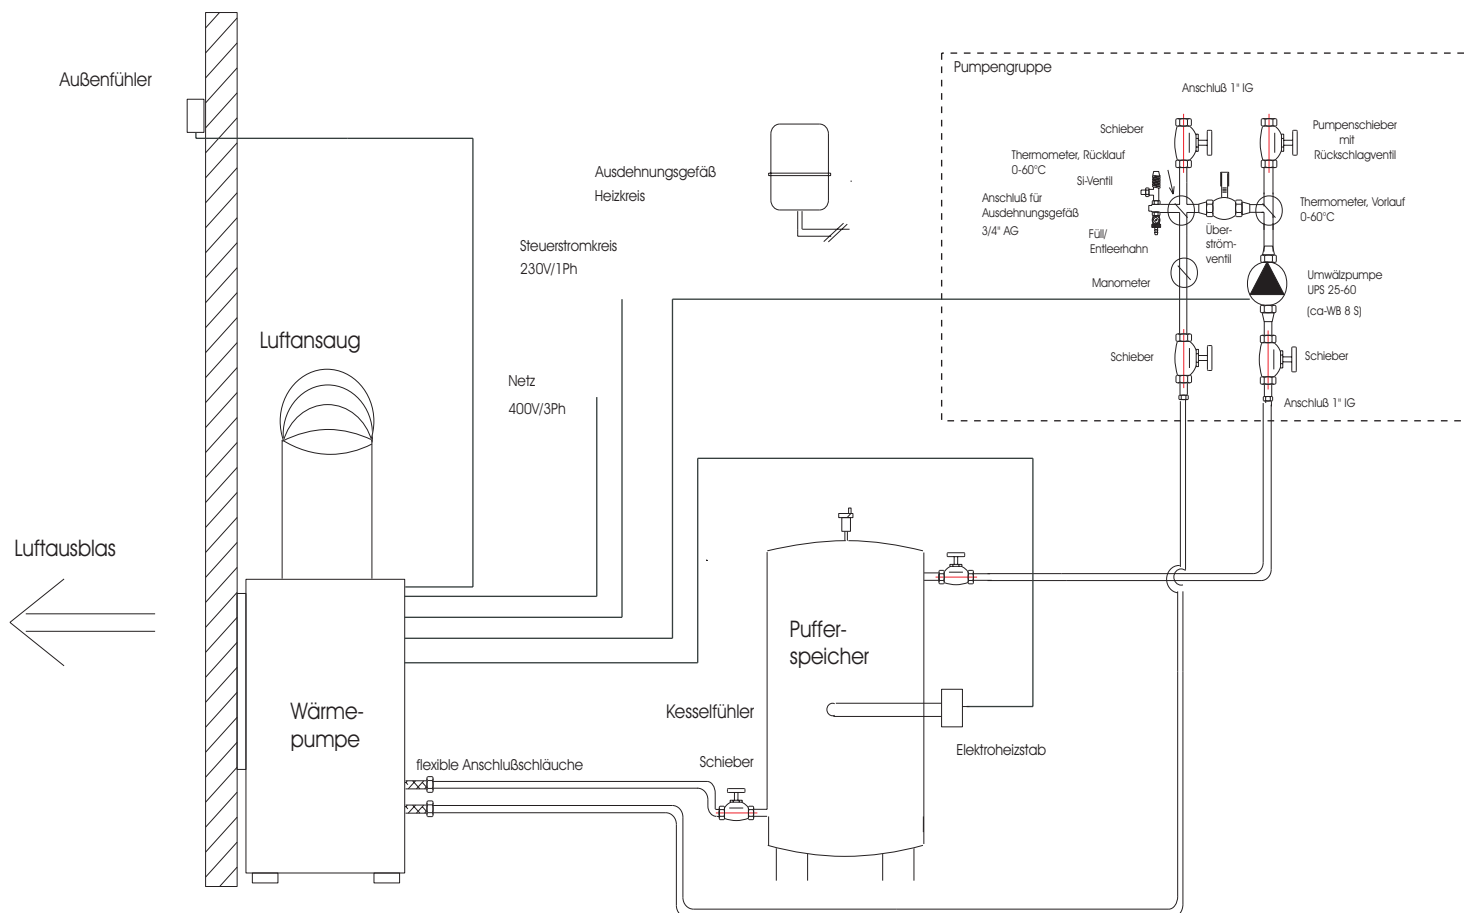 Pumpengruppe
Anschluß 1" IG
Außenfühler
Schieber
Pumpenschieber
mit
Rückschlagventil
Thermometer, Rücklauf
0-60°C
Si-Ventil
Ausdehnungsgefäß
Heizkreis
Anschluß für
Ausdehnungsgefäß
3/4" AG
Thermometer, Vorlauf
0-60°C
Füll/
Entleerhahn
Über-
ström-
ventil
Steuerstromkreis
230V/1Ph
Manometer
Umwälzpumpe
UPS 25-60
(ca-WB 8 S)
Luftansaug
Schieber
Schieber
Netz
400V/3Ph
Anschluß 1" IG
Luftausblas
Puffer-
speicher
Wärme-
pumpe
Kesselfühler
Elektroheizstab
flexible Anschlußschläuche
Schieber